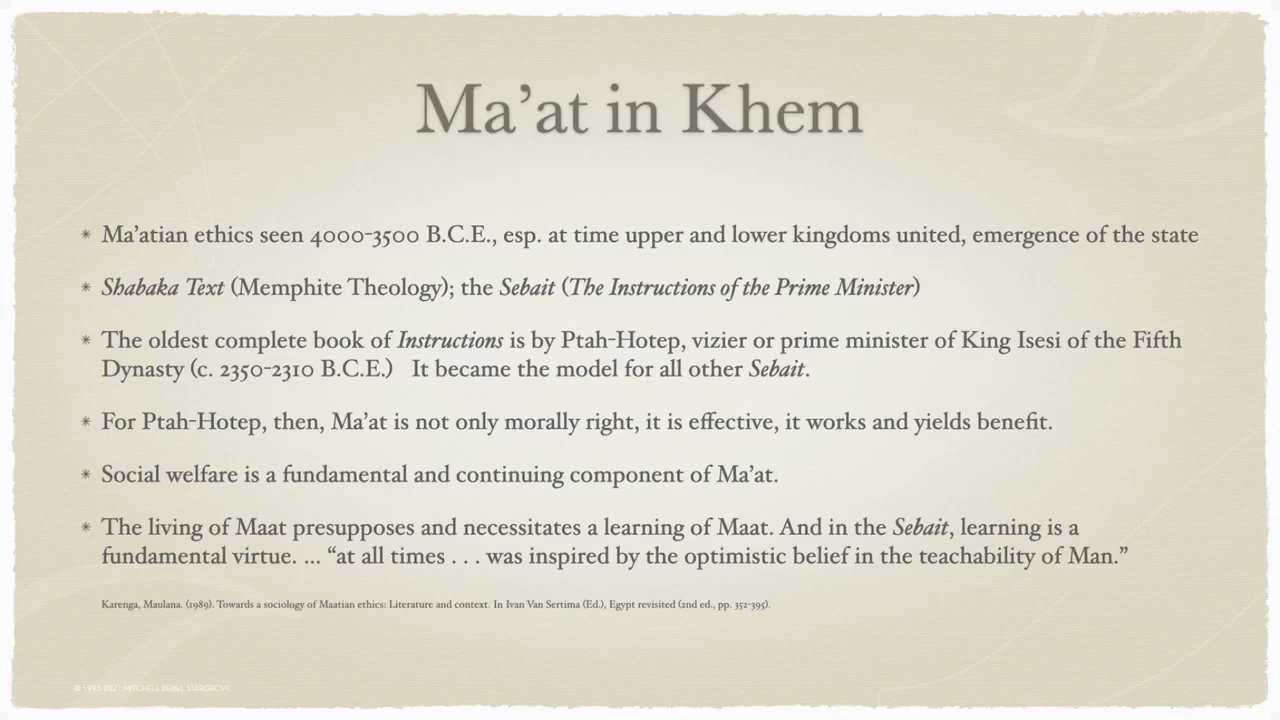 Ma’at in Khem
* Ma’atian ethics seen 4000-3500 B.C.E., esp. at time upper and lower kingdoms united, emergence of the state
* Shabaka Text (Memphite Theology); the Sebait (The Instructions of the Prime Minister)
* The oldest complete book of Instructions is by Ptah-Hotep, vizier or prime minister of King Isesi of the Fifth
Dynasty (c. 2350-2310 B.C.E.) It became the model for all other Sebait.
* For Ptah-Hotep, then, Ma’at is not only morally right, it is effective, it works and yields benefit.
* Social welfare is a fundamental and continuing component of Ma’at.
* The living of Maat presupposes and necessitates a learning of Maat. And in the Sebait, learning is a
fundamental virtue. ... “at all times . . . was inspired by the optimistic belief in the teachability of Man.”
Karenga, Maulana. (1989). Towards a sociology of Maatian ethics: Literature and context. In Ivan Van Sertima (Ed.), Egypt revisited (2nd ed., pp. 352-395).
© 1993-2021 MITCHELL BEBEL STARGROVE